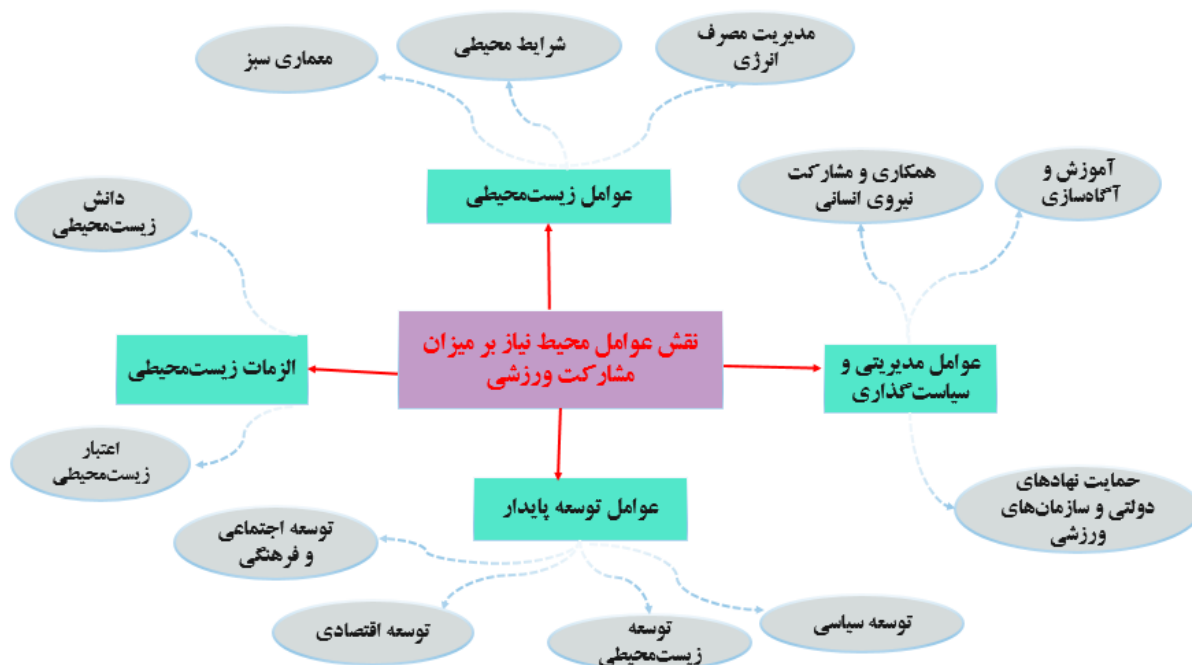 مدیریت مصرف
انرژی
شرایط محیطی
معماری سبز
عوامل زیست‌محیطی
آموزش و
آگاه‌سازی
همکاری و مشارکت
نیروی انسانی
دانش
زیست‌محیطی
نقش عوامل محیط نیاز بر میزان
مشارکت ورزشی
عوامل مدیریتی و
سیاست‌گذاری
الزمات زیست‌محیطی
اعتبار
زیست‌محیطی
عوامل توسعه پایدار
حمایت نهادهای
دولتی و سازمان‌های
ورزشی
توسعه اجتماعی
و فرهنگی
توسعه سیاسی
توسعه
زیست‌محیطی
توسعه اقتصادی